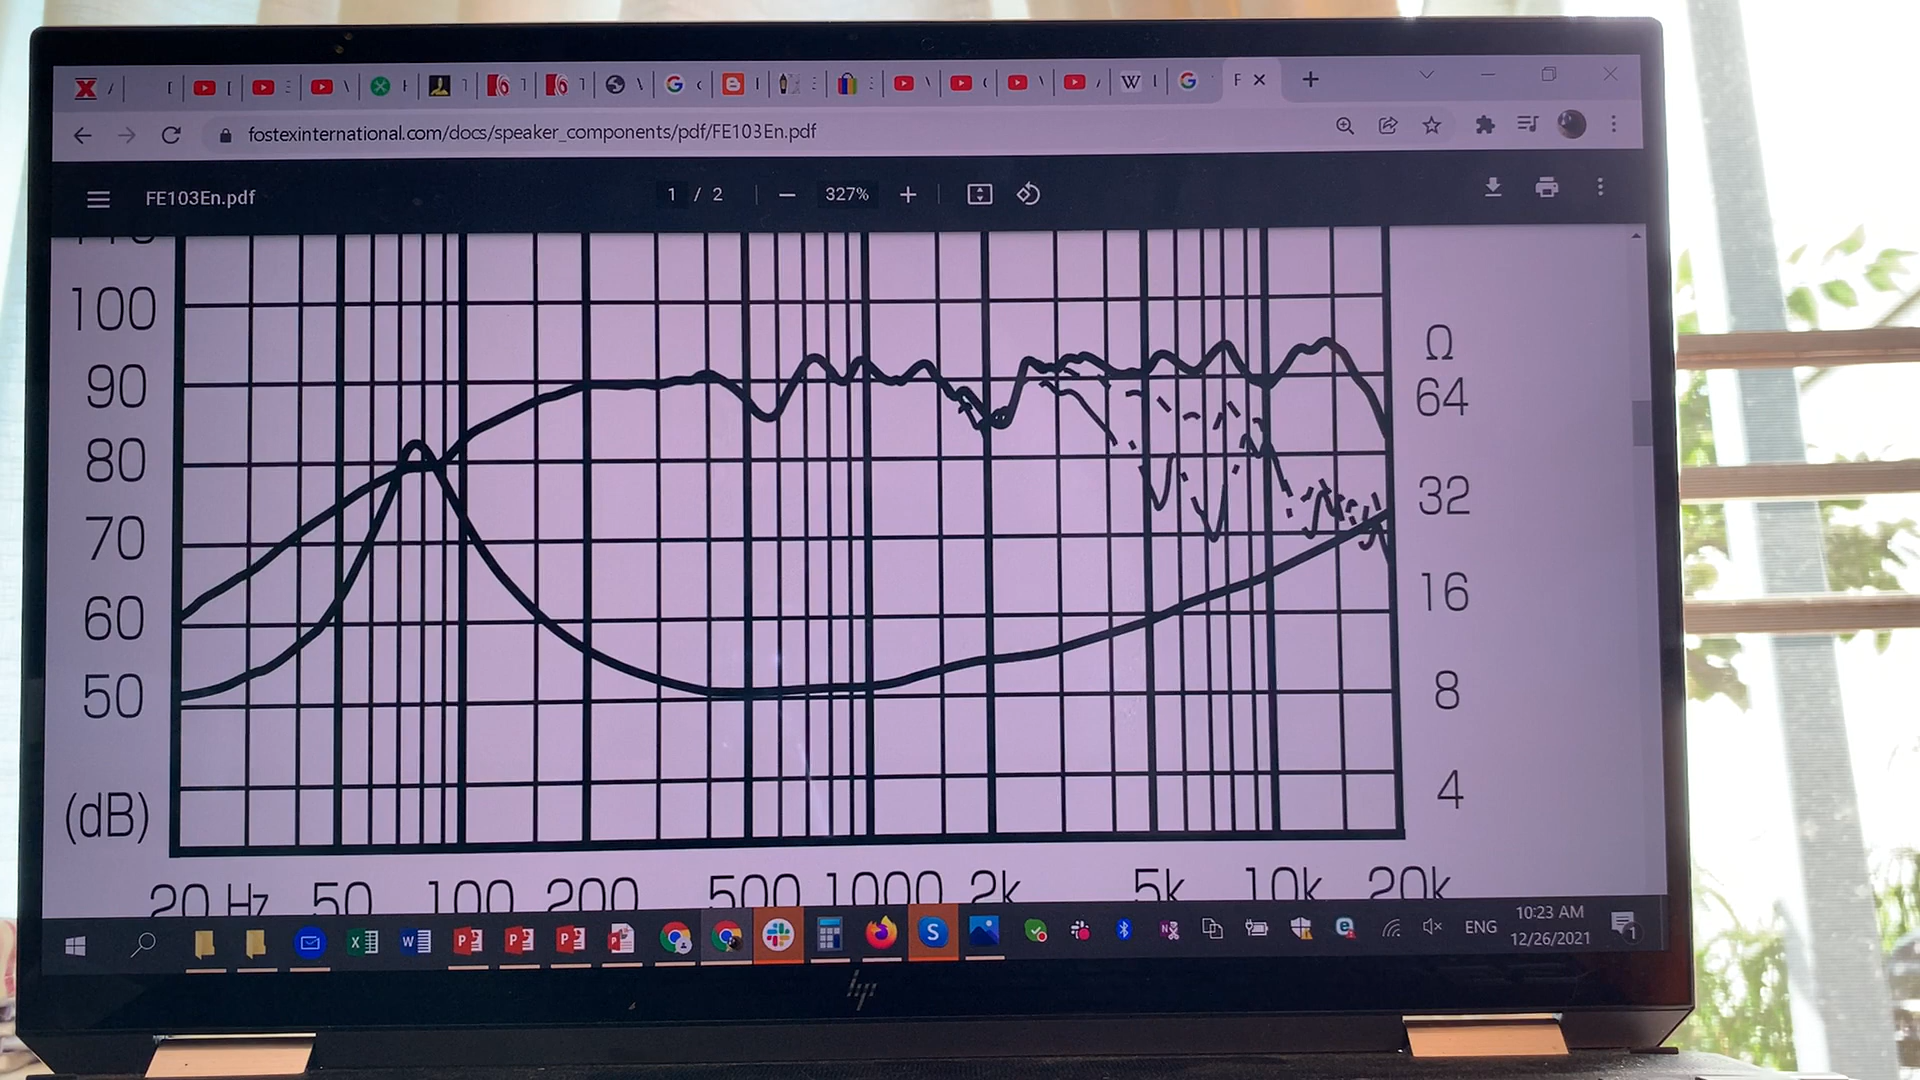 fostexinternational.com/docs/speaker_components/pdf/FE103En.pdf
FE103En.pdf
1 / 2
327%
100
90
80
70
60
50
(dB)
Ω
64
32
16
8
4
20 Hz 50 100 200 500 1000 2k 5k 10k 20k
ENG
10:23 AM
12/26/2021
1
hp